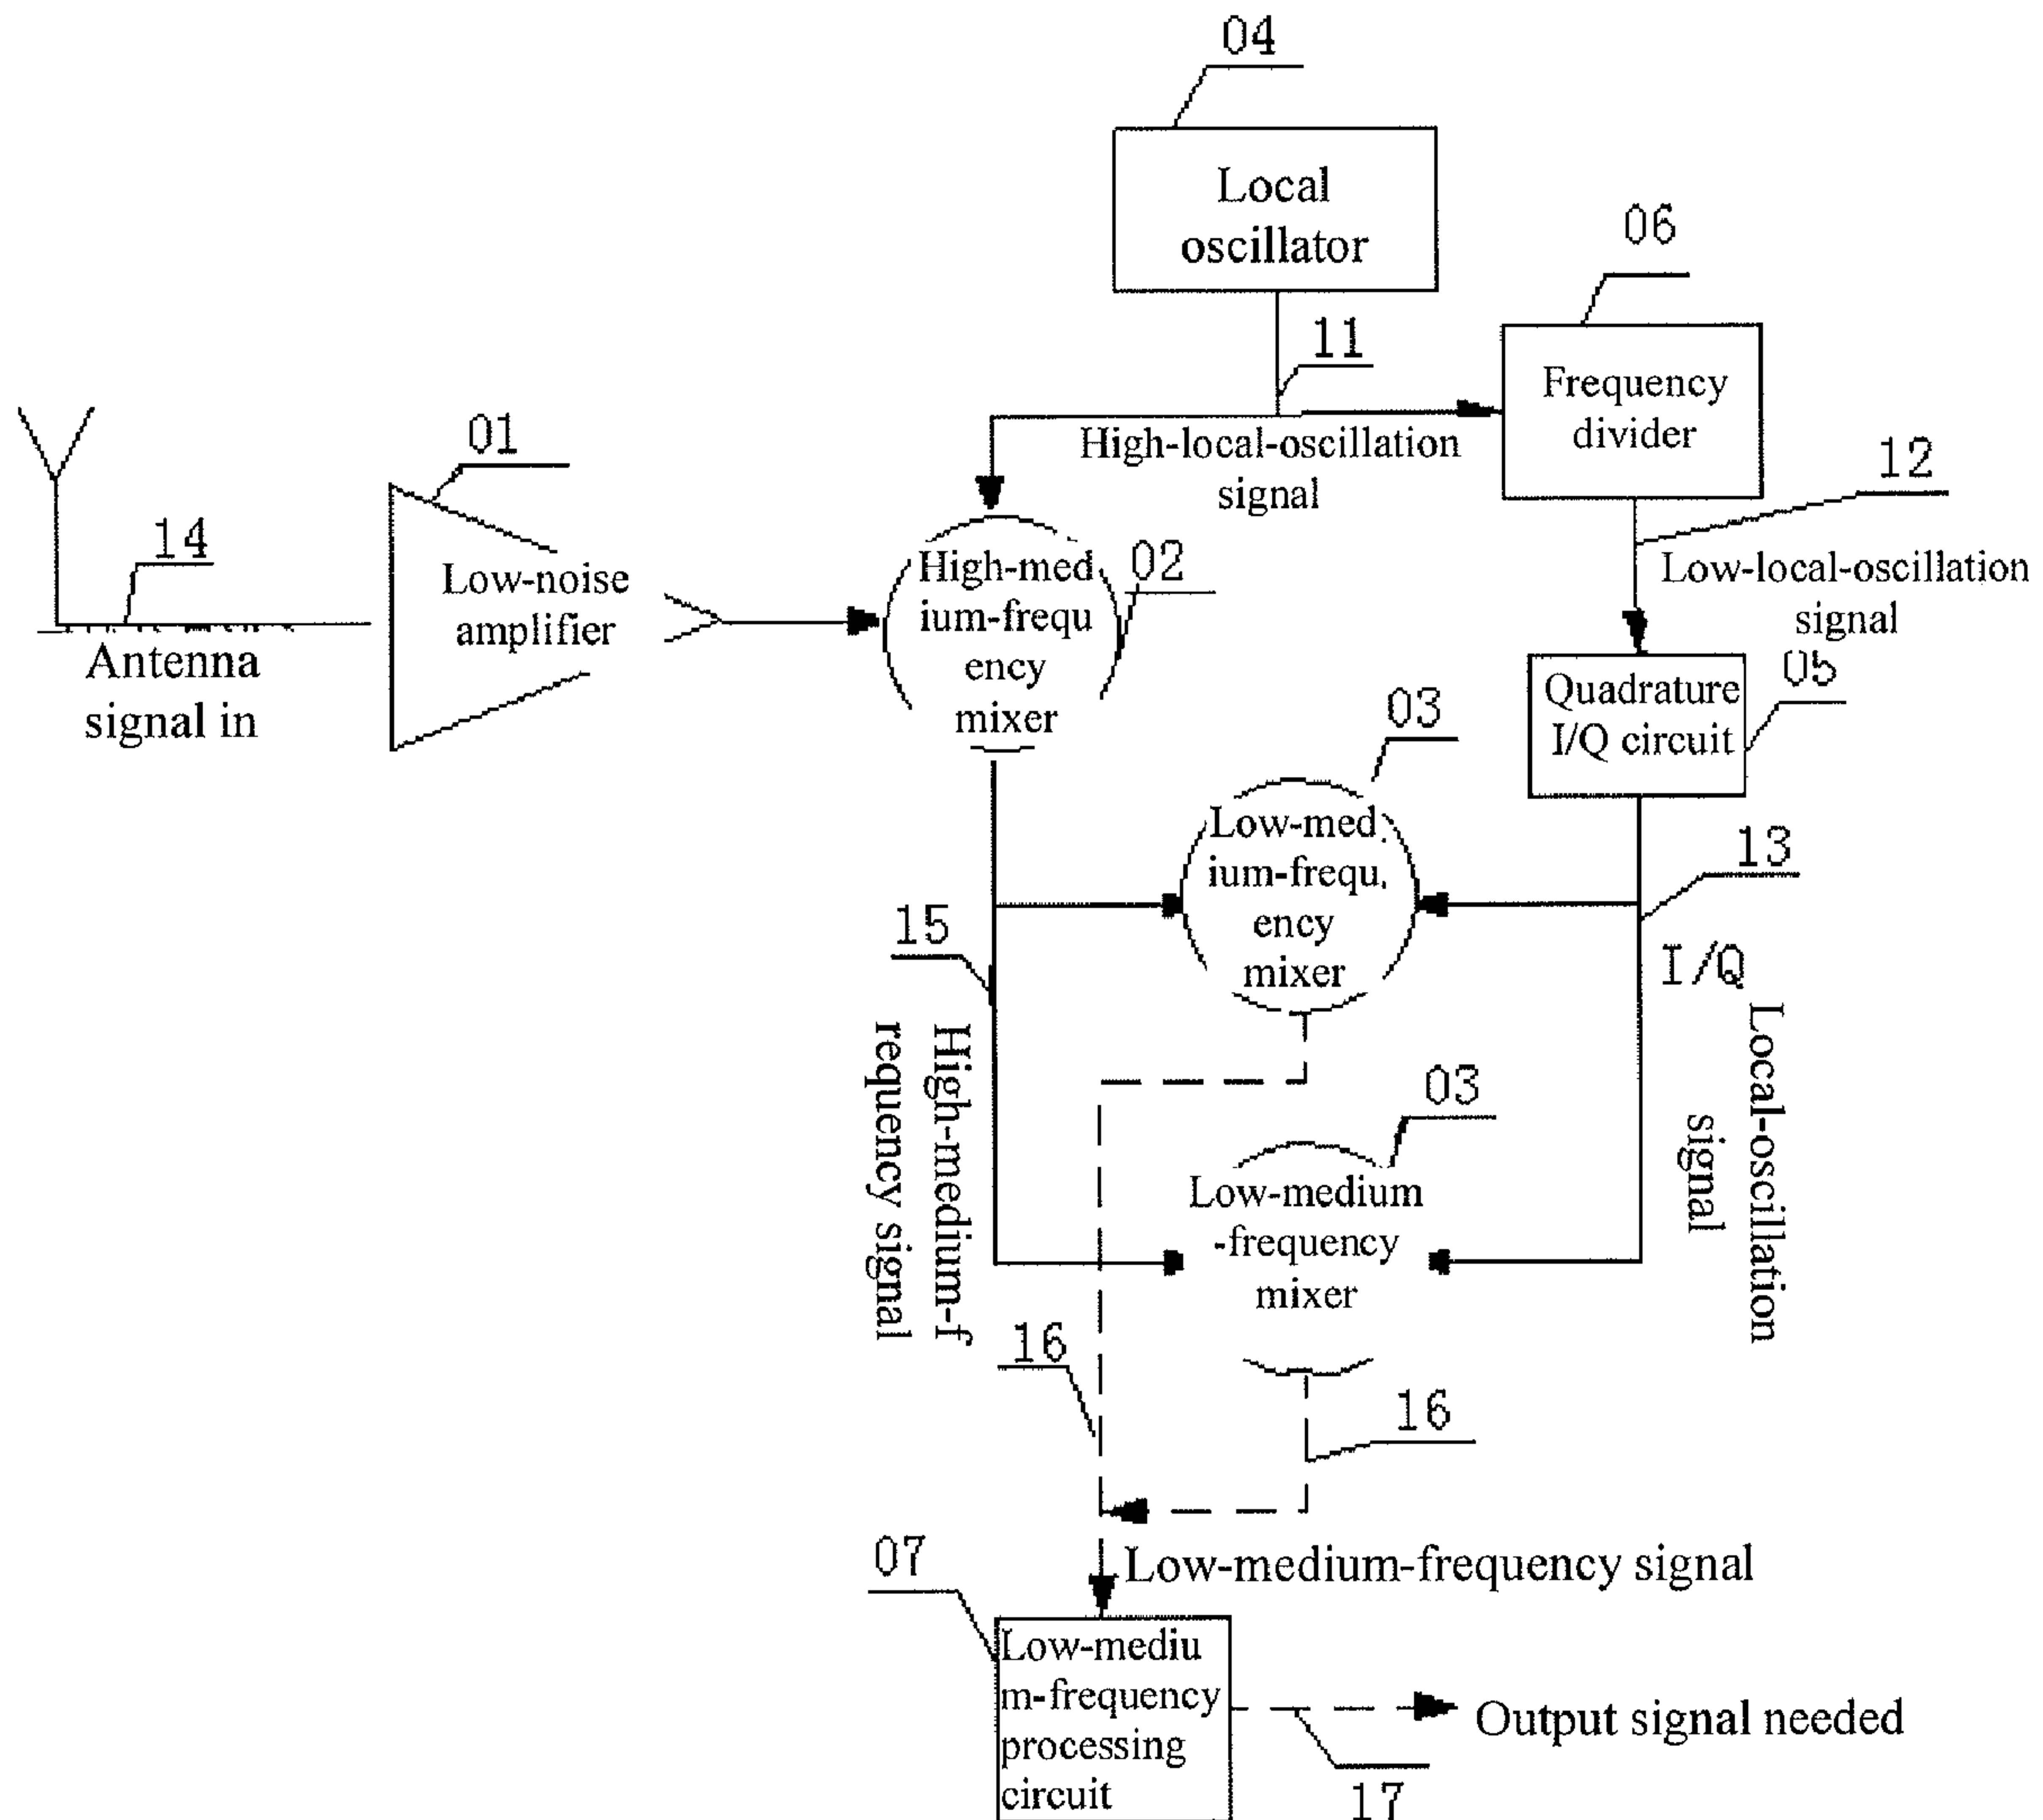 04
Local
oscillator
06
11
Frequency
divider
High-local-oscillation
signal
12
Low-local-oscillation
signal
01
14
Low-noise
amplifier
Antenna
signal in
High-med
ium-frequ
ency
mixer
02
05
Quadrature
I/Q circuit
03
Low-med
ium-frequ
ency
mixer
13
I/Q
Local-oscillation
signal
15
High-medium-f
requency signal
03
Low-medium
-frequency
mixer
16
16
07
Low-medium-frequency signal
Low-mediu
m-frequency
processing
circuit
Output signal needed
17